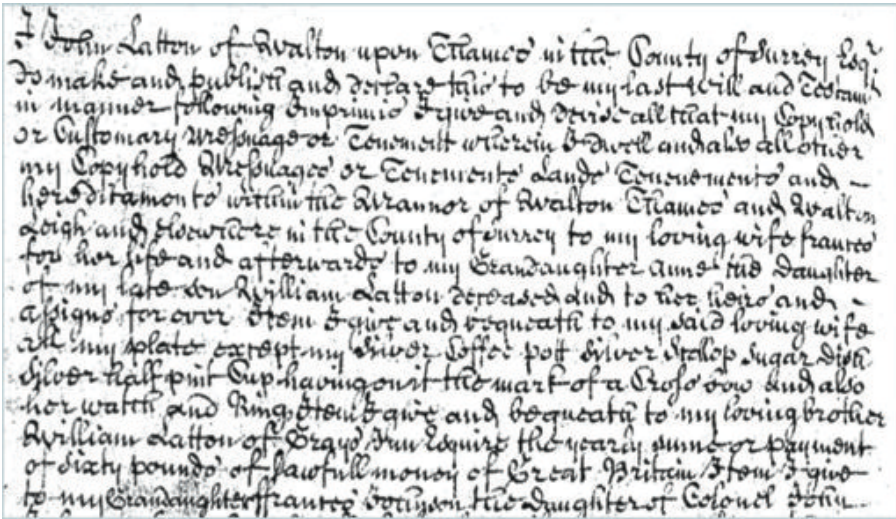 I John Latton of Walton upon Thames in the County of Surrey Esqr.
do make and publish and declare this to be my last Will and Testamt
in manner following Imprimis I give and devise all that my Copyhold
or Customary Messuage or Tenement wherein I dwell and also all other
my Copyhold Messuages or Tenements Lands Tenenements and
hereditaments within the Mannor of Walton Thames and Walton
Leigh and elsewhere in the County of Surrey to my loving wife frances
for her life and afterwards to my Grandaughter Anne the Daughter
of my late son William Latton deceased and to her heirs and
assigns for ever Item I give and bequeath to my said loving wife
all my plate except my Silver Coffee pott Silver Scallop Sugar dish
Silver half pint Cup having on it the mark of a Cross bow and also
her watch and Ring Item I give and bequeath to my loving brother
William Latton of Grays Inn Esquire the yearly summe or payment
of Sixty pounds of Lawfull money of Great Britain Item I give
to my Grandaughter ffrances the Daughter of Colonel John